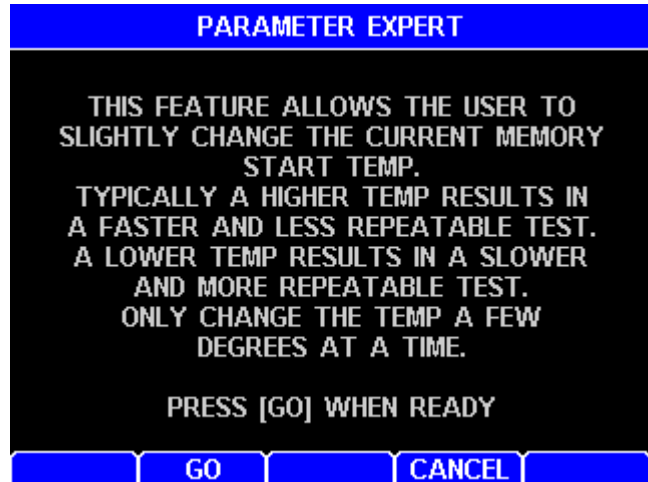 PARAMETER EXPERT
THIS FEATURE ALLOWS THE USER TO
SLIGHTLY CHANGE THE CURRENT MEMORY
START TEMP.
TYPICALLY A HIGHER TEMP RESULTS IN
A FASTER AND LESS REPEATABLE TEST.
A LOWER TEMP RESULTS IN A SLOWER
AND MORE REPEATABLE TEST.
ONLY CHANGE THE TEMP A FEW
DEGREES AT A TIME.
PRESS [GO] WHEN READY
GO CANCEL